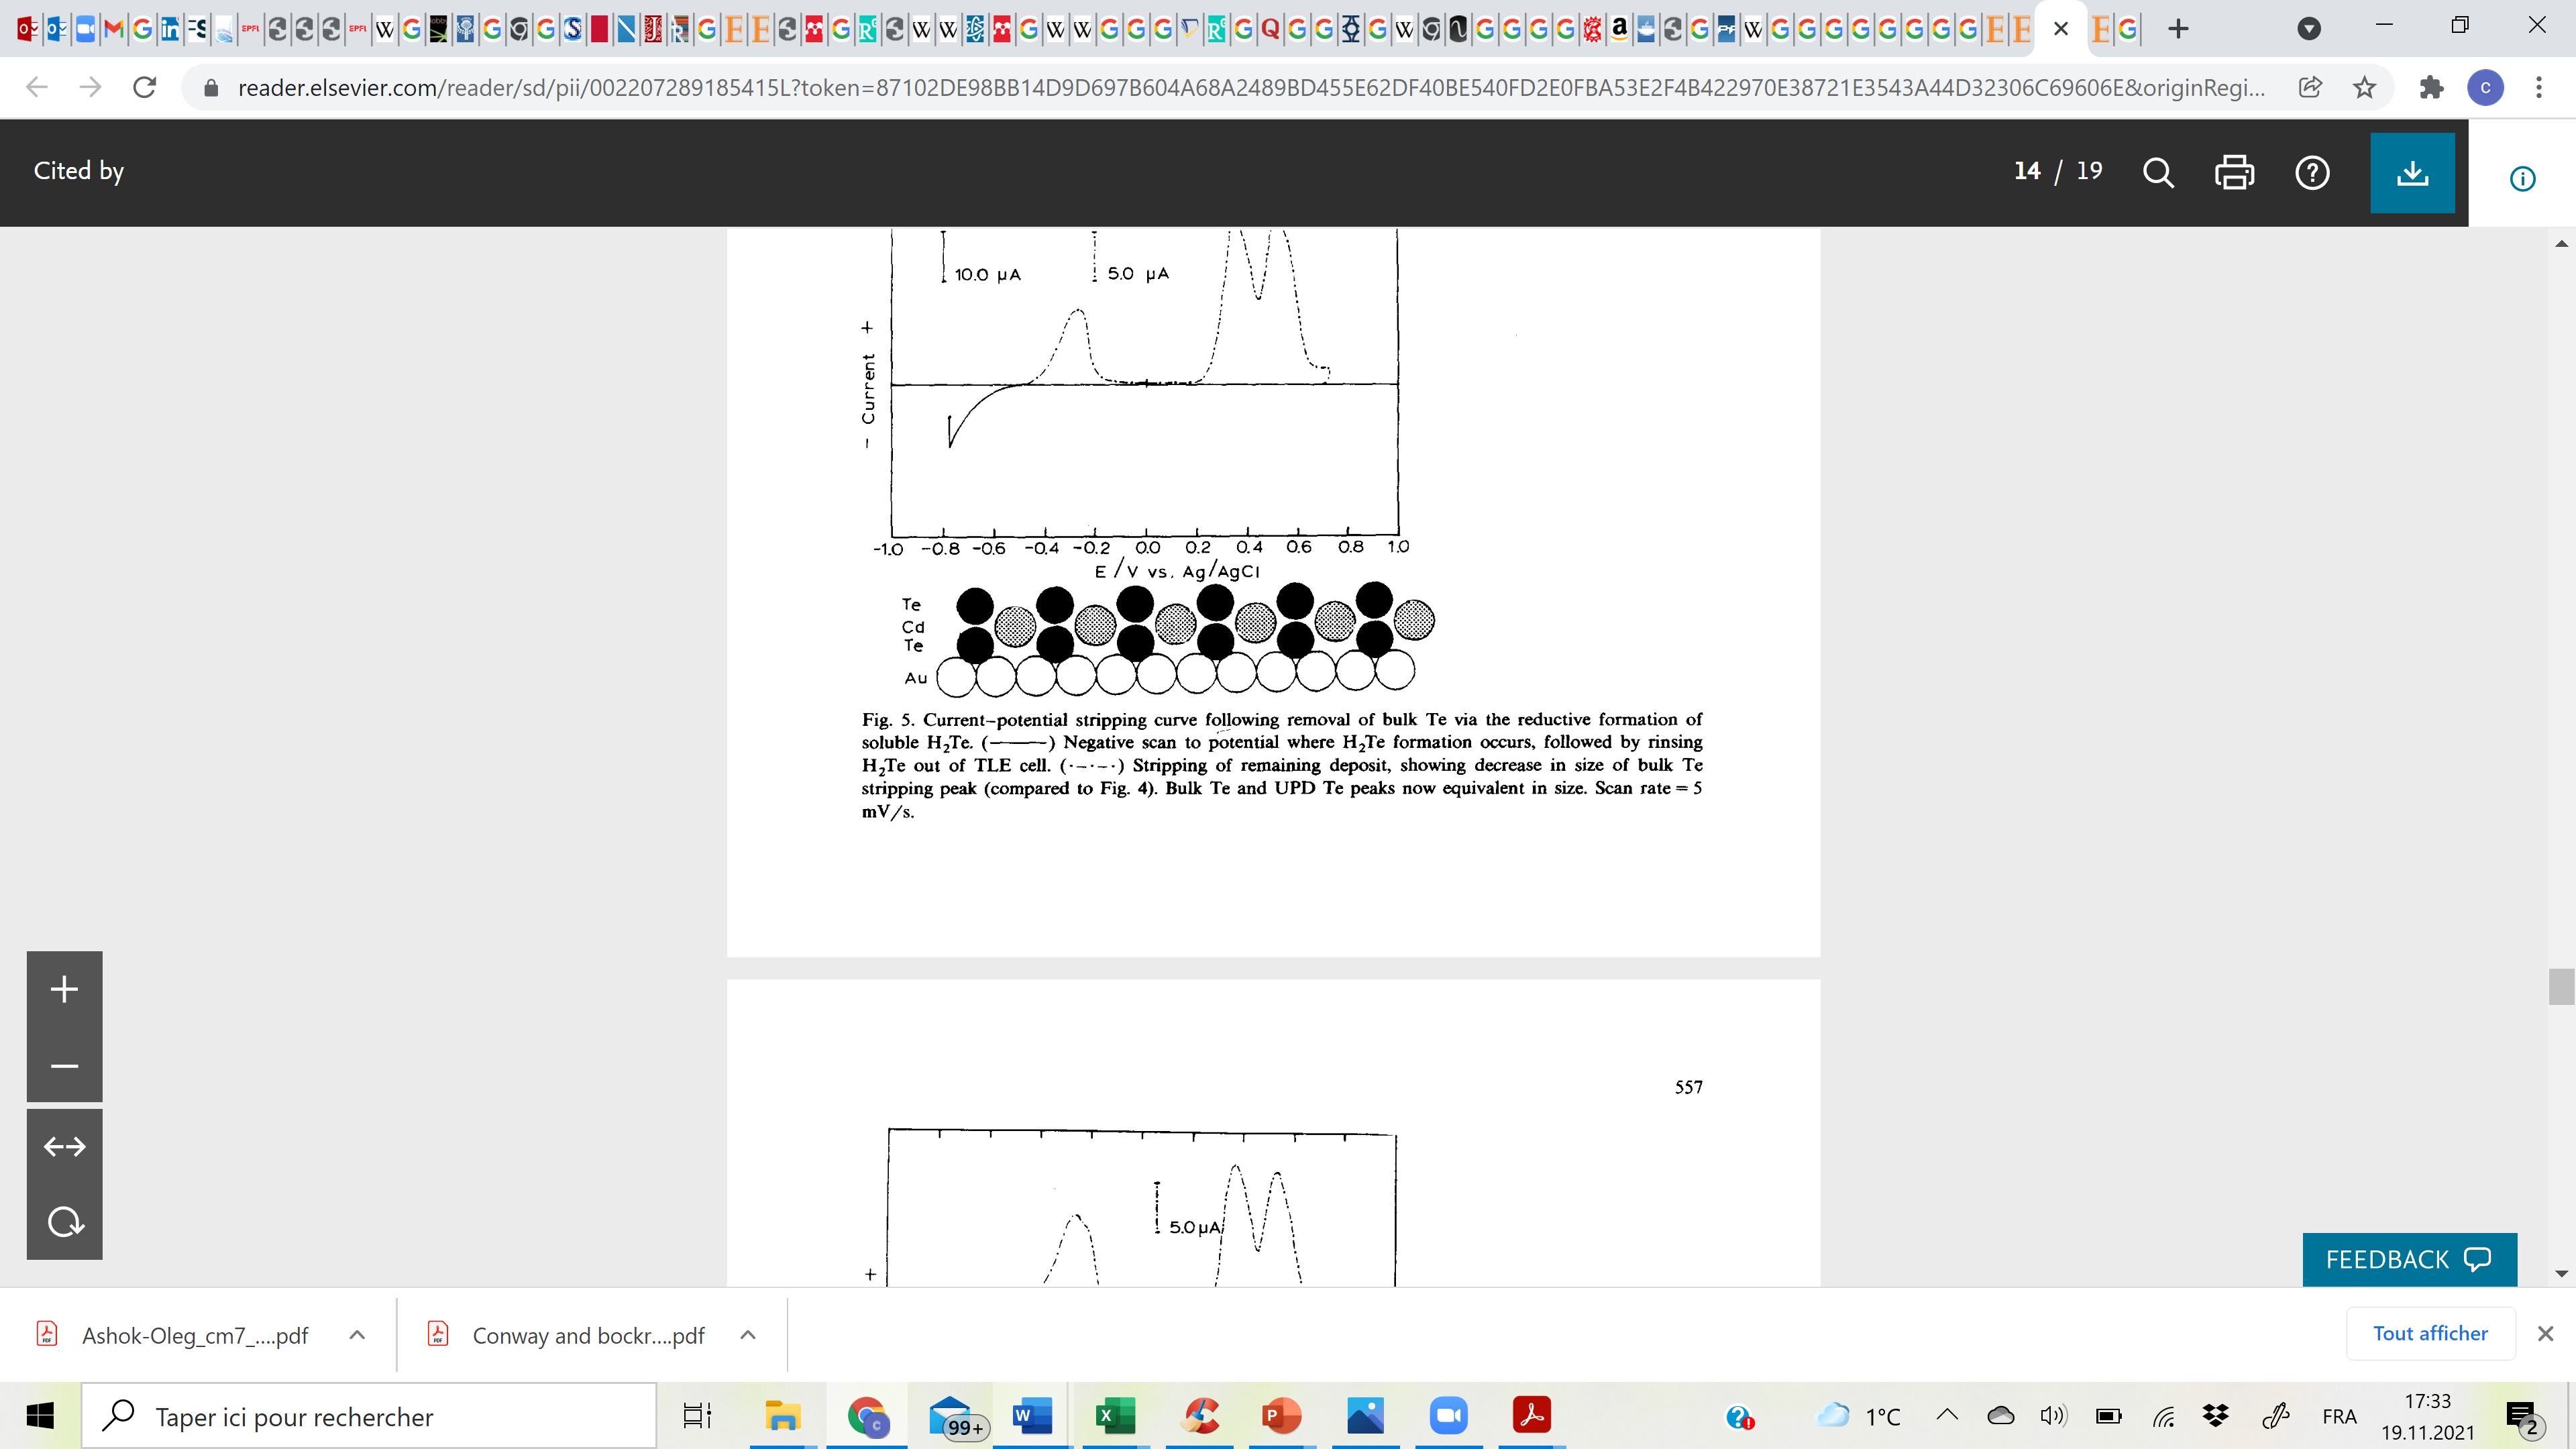 reader.elsevier.com/reader/sd/pii/002207289185415L?token=87102DE98BB14D9D697B604A68A2489BD455E62DF40BE540FD2E0FBA53E2F4B422970E38721E3543A44D32306C69606E&originRegi...
Cited by
14 / 19
10.0 µA
5.0 µA
- Current +
-1.0 -0.8 -0.6 -0.4 -0.2 0.0 0.2 0.4 0.6 0.8 1.0
E/V vs. Ag/AgCl
Te
Cd
Te
Au
Fig. 5. Current–potential stripping curve following removal of bulk Te via the reductive formation of
soluble H₂Te. (———) Negative scan to potential where H₂Te formation occurs, followed by rinsing
H₂Te out of TLE cell. (·–·–·) Stripping of remaining deposit, showing decrease in size of bulk Te
stripping peak (compared to Fig. 4). Bulk Te and UPD Te peaks now equivalent in size. Scan rate = 5
mV/s.
557
5.0 µA
+
FEEDBACK
Ashok-Oleg_cm7_....pdf
Conway and bockr....pdf
Tout afficher
Taper ici pour rechercher
99+
1°C
FRA
17:33
19.11.2021
2